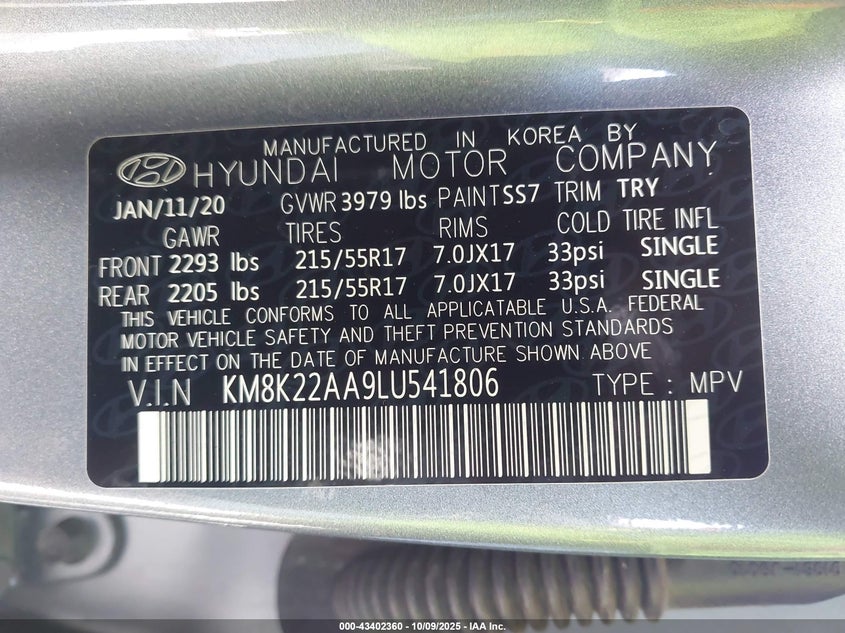 MANUFACTURED IN KOREA BY
HYUNDAI MOTOR COMPANY
JAN/11/20 GVWR 3979 lbs PAINT SS7 TRIM TRY
GAWR TIRES RIMS COLD TIRE INFL
FRONT 2293 lbs 215/55R17 7.0JX17 33psi SINGLE
REAR 2205 lbs 215/55R17 7.0JX17 33psi SINGLE
THIS VEHICLE CONFORMS TO ALL APPLICATABLE U.S.A. FEDERAL
MOTOR VEHICLE SAFETY AND THEFT PREVENTION STANDARDS
IN EFFECT ON THE DATE OF MANUFACTURE SHOWN ABOVE
V.I.N KM8K22AA9LU541806 TYPE : MPV
000-43402360 - 10/09/2025 - IAA Inc.